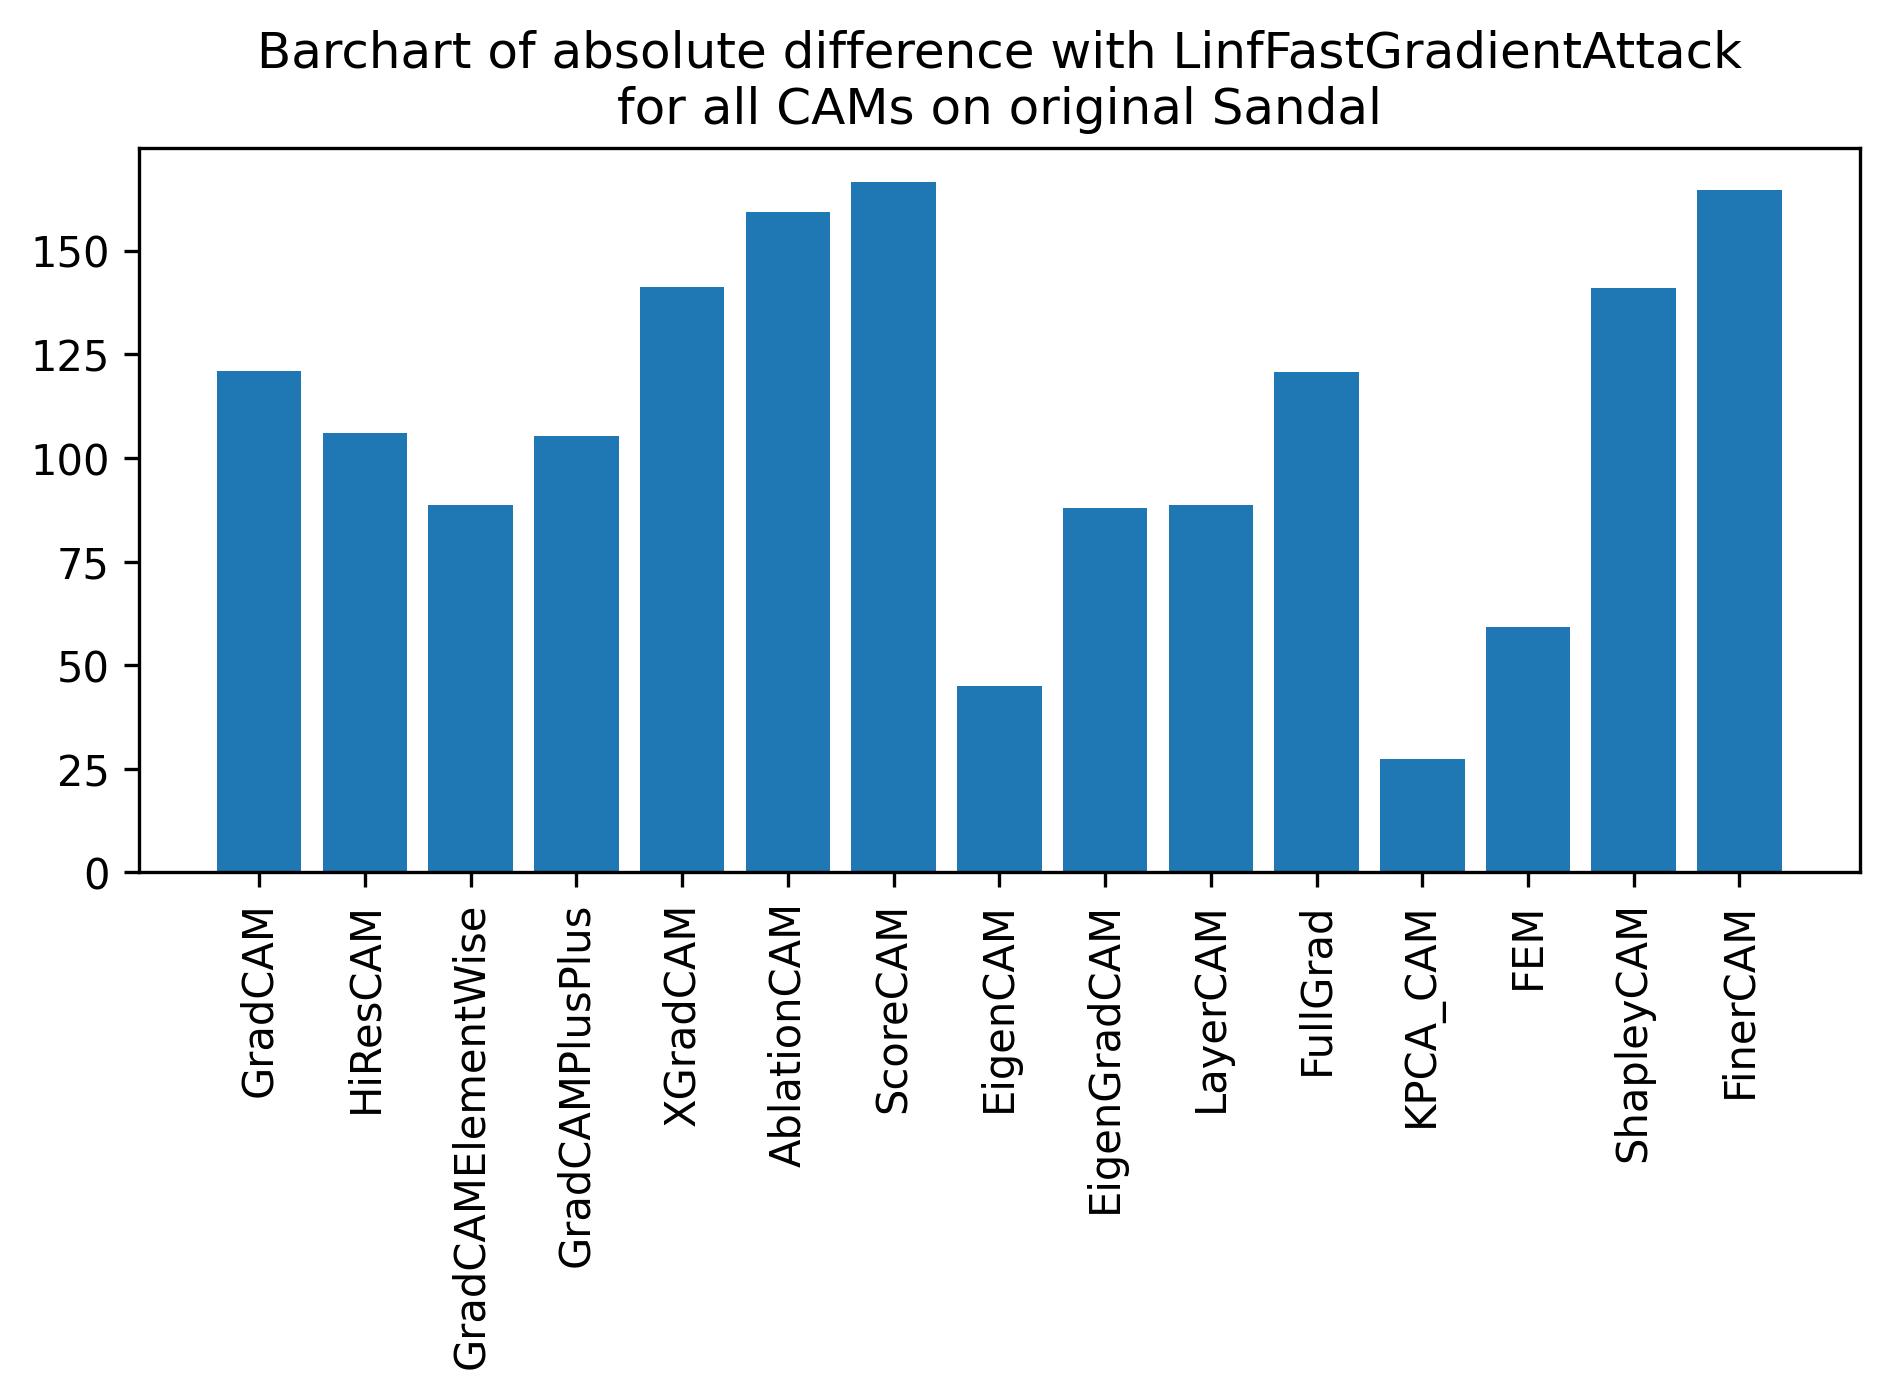 Barchart of absolute difference with LinfFastGradientAttack
for all CAMs on original Sandal
150
125
100
75
50
25
0
GradCAM
HiResCAM
GradCAMElementWise
GradCAMPlusPlus
XGradCAM
AblationCAM
ScoreCAM
EigenCAM
EigenGradCAM
LayerCAM
FullGrad
KPCA_CAM
FEM
ShapleyCAM
FinerCAM